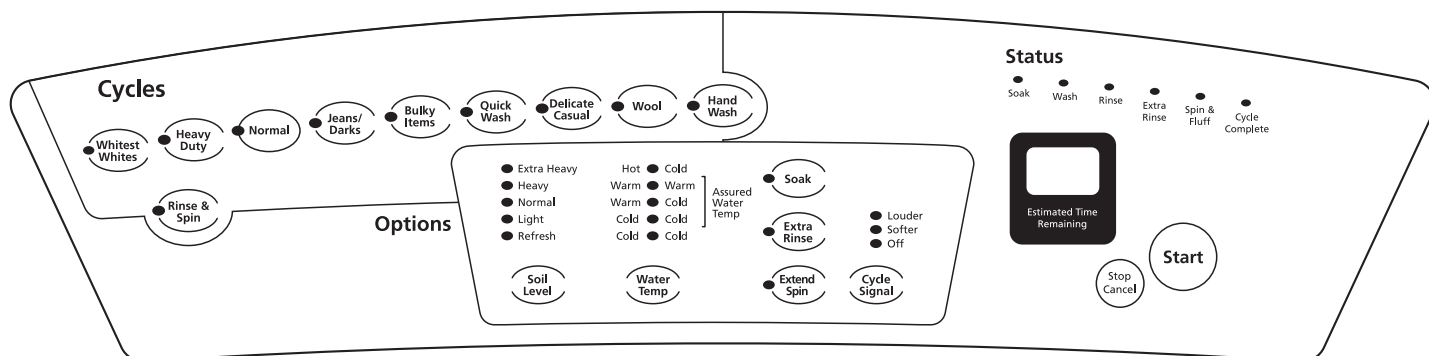 Cycles
Whitest
Whites
Heavy
Duty
Normal
Jeans/
Darks
Bulky
Items
Quick
Wash
Delicate
Casual
Wool
Hand
Wash
Rinse &
Spin
Options
Extra Heavy
Heavy
Normal
Light
Refresh
Soil
Level
Hot Cold
Warm Warm
Warm Cold
Cold Cold
Cold Cold
Assured
Water
Temp
Water
Temp
Soak
Extra
Rinse
Extend
Spin
Louder
Softer
Off
Cycle
Signal
Status
Soak
Wash
Rinse
Extra
Rinse
Spin &
Fluff
Cycle
Complete
Estimated Time
Remaining
Stop
Cancel
Start